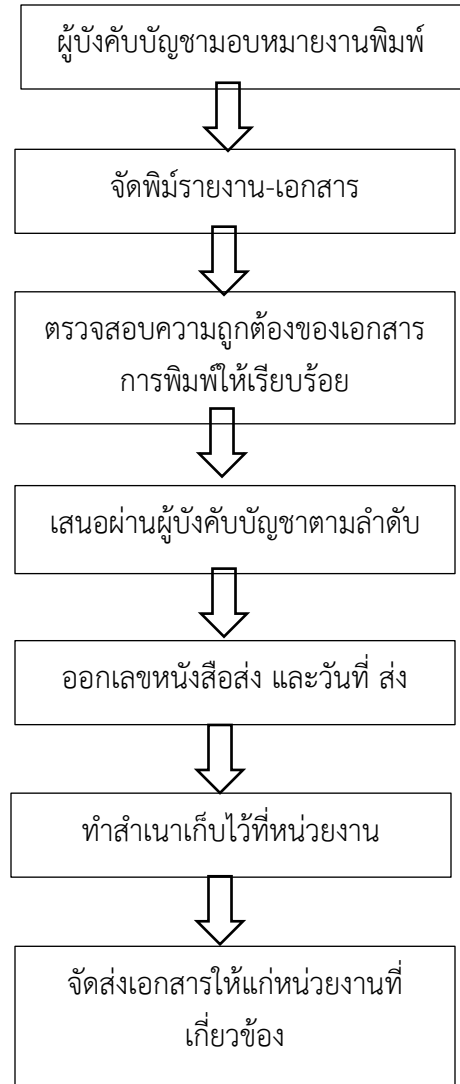 ผู้บังคับบัญชามอบหมายงานพิมพ์
จัดพิม์รายงาน-เอกสาร
ตรวจสอบความถูกต้องของเอกสาร
การพิมพ์ให้เรียบร้อย
เสนอผ่านผู้บังคับบัญชาตามลำดับ
ออกเลขหนังสือส่ง และวันที่ ส่ง
ทำสำเนาเก็บไว้ที่หน่วยงาน
จัดส่งเอกสารให้แก่หน่วยงานที่
เกี่ยวข้อง